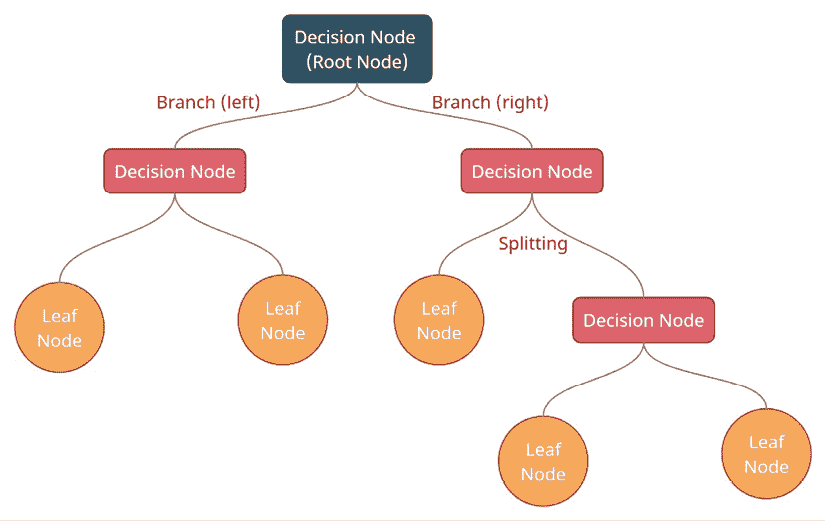 Decision Node
(Root Node)
Branch (left)
Branch (right)
Decision Node
Decision Node
Splitting
Leaf
Node
Leaf
Node
Leaf
Node
Decision Node
Leaf
Node
Leaf
Node